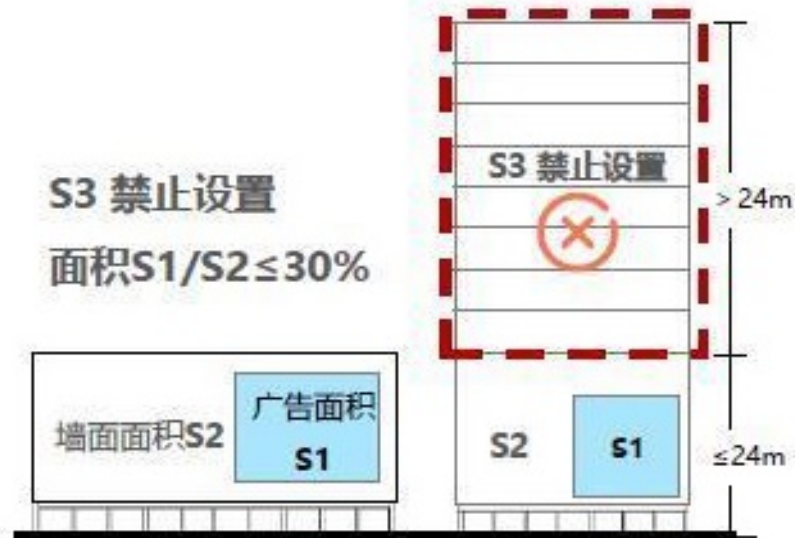 S3 禁止设置
面积S1/S2≤30%
S3 禁止设置
> 24m
墙面面积S2
广告面积
S1
S2
S1
≤24m